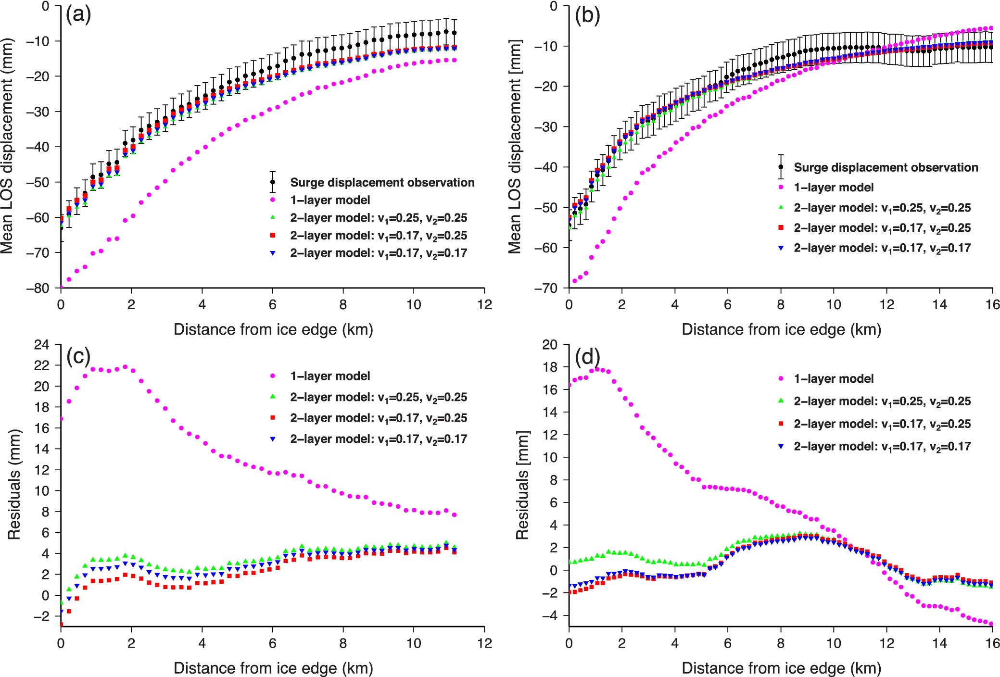 (a)
Mean LOS displacement (mm)
0
−10
−20
−30
−40
−50
−60
−70
−80
Surge displacement observation
1−layer model
2−layer model: v₁=0.25, v₂=0.25
2−layer model: v₁=0.17, v₂=0.25
2−layer model: v₁=0.17, v₂=0.17
0 2 4 6 8 10 12
Distance from ice edge (km)
(b)
Mean LOS displacement [mm]
0
−10
−20
−30
−40
−50
−60
−70
Surge displacement observation
1−layer model
2−layer model: v₁=0.25, v₂=0.25
2−layer model: v₁=0.17, v₂=0.25
2−layer model: v₁=0.17, v₂=0.17
0 2 4 6 8 10 12 14 16
Distance from ice edge (km)
(c)
Residuals (mm)
24
22
20
18
16
14
12
10
8
6
4
2
0
−2
1−layer model
2−layer model: v₁=0.25, v₂=0.25
2−layer model: v₁=0.17, v₂=0.25
2−layer model: v₁=0.17, v₂=0.17
0 2 4 6 8 10 12
Distance from ice edge (km)
(d)
Residuals [mm]
20
18
16
14
12
10
8
6
4
2
0
−2
−4
1−layer model
2−layer model: v₁=0.25, v₂=0.25
2−layer model: v₁=0.17, v₂=0.25
2−layer model: v₁=0.17, v₂=0.17
0 2 4 6 8 10 12 14 16
Distance from ice edge (km)